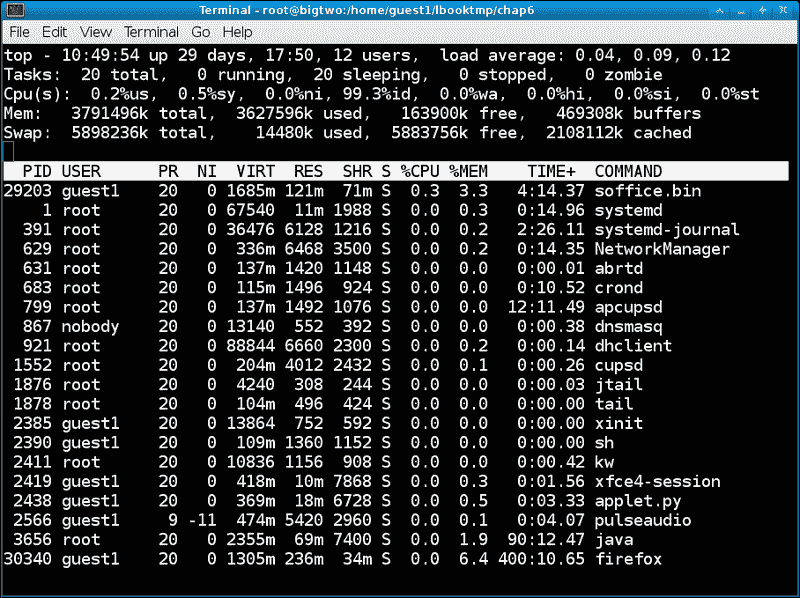 Terminal - root@bigtwo:/home/guest1/lbooktmp/chap6
File Edit View Terminal Go Help
top - 10:49:54 up 29 days, 17:50, 12 users,  load average: 0.04, 0.09, 0.12
Tasks:  20 total,   0 running,  20 sleeping,   0 stopped,   0 zombie
Cpu(s):  0.2%us,  0.5%sy,  0.0%ni, 99.3%id,  0.0%wa,  0.0%hi,  0.0%si,  0.0%st
Mem:   3791496k total,  3627596k used,   163900k free,   469308k buffers
Swap:  5898236k total,    14480k used,  5883756k free,  2108112k cached
PID USER      PR  NI  VIRT  RES  SHR S %CPU %MEM    TIME+  COMMAND
29203 guest1    20   0 1685m 121m  71m S  0.3  3.3   4:14.37 soffice.bin
1 root      20   0 67540  11m 1988 S  0.0  0.3   0:14.96 systemd
391 root      20   0 36476 6128 1216 S  0.0  0.2   2:26.11 systemd-journal
629 root      20   0  336m 6468 3500 S  0.0  0.2   0:14.35 NetworkManager
631 root      20   0  137m 1420 1148 S  0.0  0.0   0:00.01 abrtd
683 root      20   0  115m 1496  924 S  0.0  0.0   0:10.52 crond
799 root      20   0  137m 1492 1076 S  0.0  0.0  12:11.49 apcupsd
867 nobody    20   0 13140  552  392 S  0.0  0.0   0:00.38 dnsmasq
921 root      20   0 88844 6660 2300 S  0.0  0.2   0:00.14 dhclient
1552 root      20   0  204m 4012 2432 S  0.0  0.1   0:00.26 cupsd
1876 root      20   0  4240  308  244 S  0.0  0.0   0:00.03 jtail
1878 root      20   0  104m  496  424 S  0.0  0.0   0:00.00 tail
2385 guest1    20   0 13864  752  592 S  0.0  0.0   0:00.00 xinit
2390 guest1    20   0  109m 1360 1152 S  0.0  0.0   0:00.00 sh
2411 root      20   0 10836 1156  908 S  0.0  0.0   0:00.42 kw
2419 guest1    20   0  418m  10m 7868 S  0.0  0.3   0:01.56 xfce4-session
2438 guest1    20   0  369m  18m 6728 S  0.0  0.5   0:03.33 applet.py
2566 guest1     9 -11  474m 5420 2960 S  0.0  0.1   0:04.07 pulseaudio
3656 root      20   0 2355m  69m 7400 S  0.0  1.9  90:12.47 java
30340 guest1    20   0 1305m 236m  34m S  0.0  6.4 400:10.65 firefox